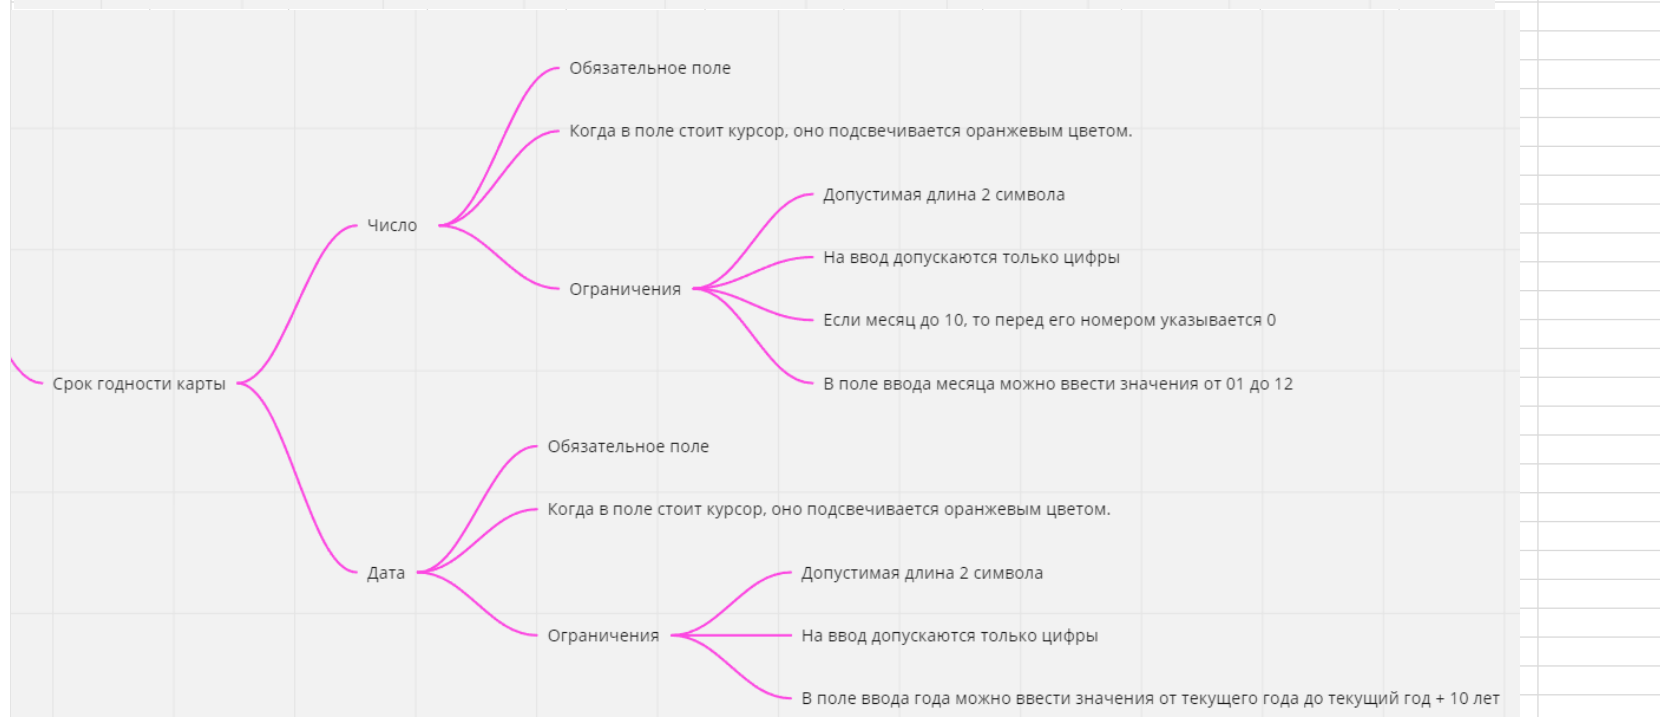 Обязательное поле
Когда в поле стоит курсор, оно подсвечивается оранжевым цветом.
Допустимая длина 2 символа
Число
На ввод допускаются только цифры
Ограничения
Если месяц до 10, то перед его номером указывается 0
Срок годности карты
В поле ввода месяца можно ввести значения от 01 до 12
Обязательное поле
Когда в поле стоит курсор, оно подсвечивается оранжевым цветом.
Дата
Допустимая длина 2 символа
Ограничения
На ввод допускаются только цифры
В поле ввода года можно ввести значения от текущего года до текущий год + 10 лет